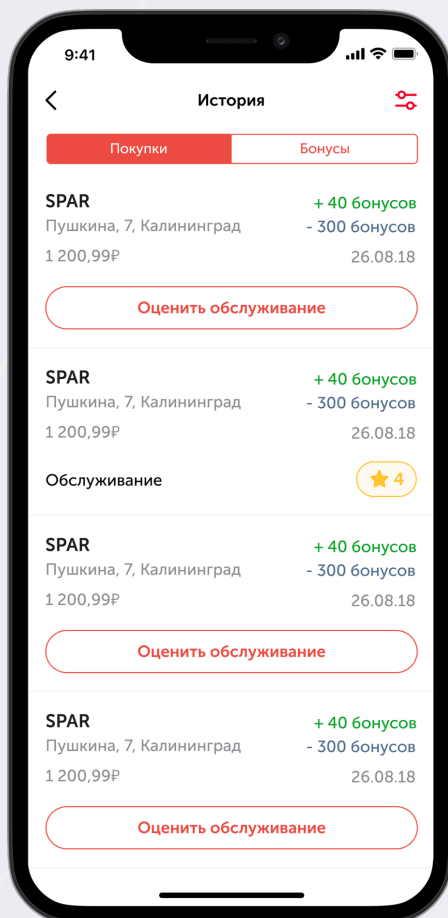 9:41
История
Покупки Бонусы
SPAR + 40 бонусов
Пушкина, 7, Калининград - 300 бонусов
1 200,99₽ 26.08.18
Оценить обслуживание
SPAR + 40 бонусов
Пушкина, 7, Калининград - 300 бонусов
1 200,99₽ 26.08.18
Обслуживание 4
SPAR + 40 бонусов
Пушкина, 7, Калининград - 300 бонусов
1 200,99₽ 26.08.18
Оценить обслуживание
SPAR + 40 бонусов
Пушкина, 7, Калининград - 300 бонусов
1 200,99₽ 26.08.18
Оценить обслуживание